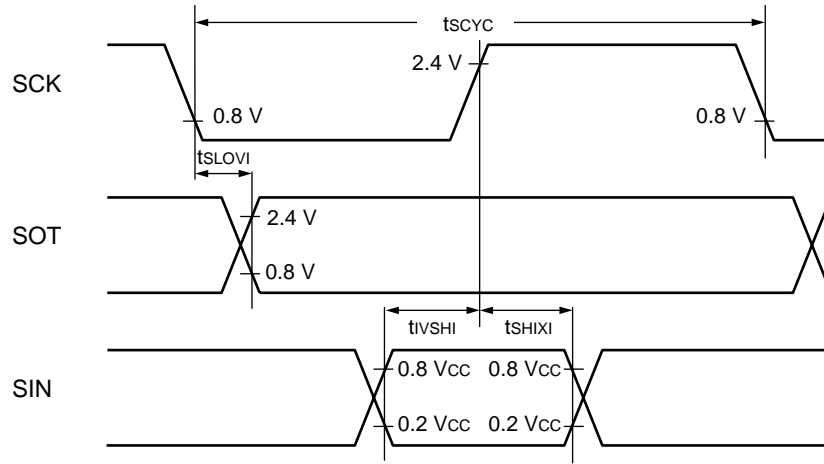 tSCYC
SCK
2.4 V
0.8 V
0.8 V
tSLOVI
SOT
2.4 V
0.8 V
tIVSHI
tSHIXI
SIN
0.8 VCC
0.8 VCC
0.2 VCC
0.2 VCC